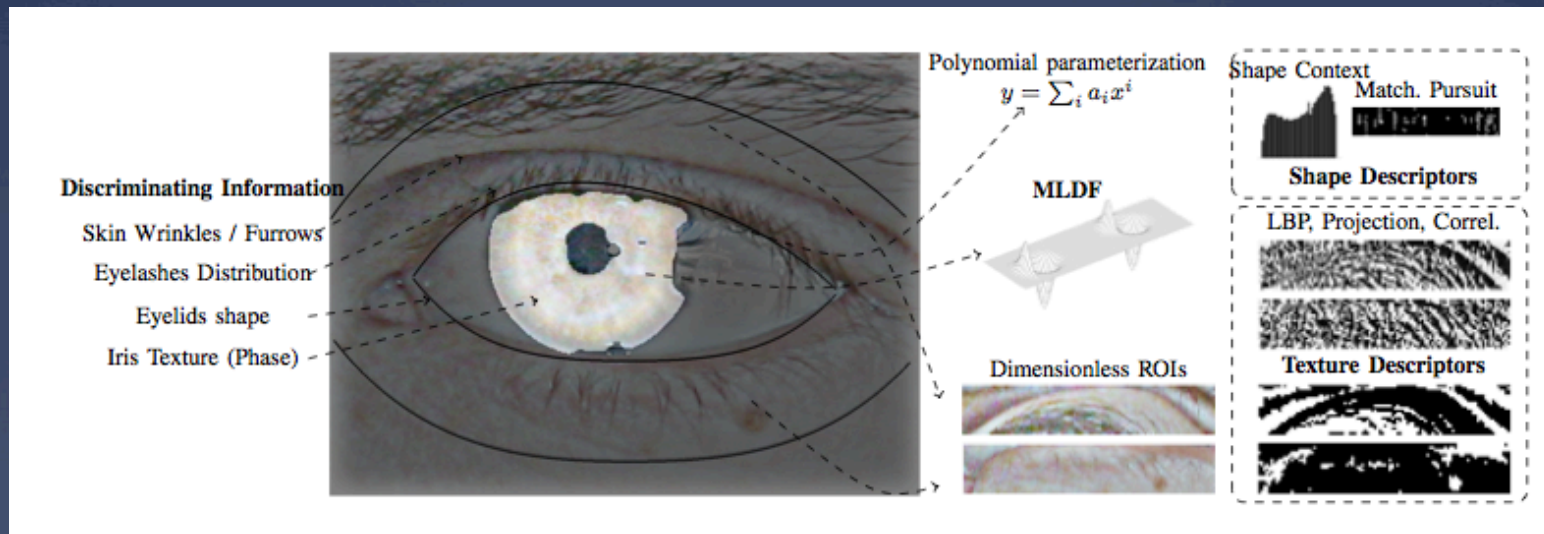 Discriminating Information
Skin Wrinkles / Furrows
Eyelashes Distribution
Eyelids shape
Iris Texture (Phase)
Polynomial parameterization
y = ∑ᵢ aᵢxⁱ
MLDF
Dimensionless ROIs
Shape Context
Match. Pursuit
Shape Descriptors
LBP, Projection, Correl.
Texture Descriptors